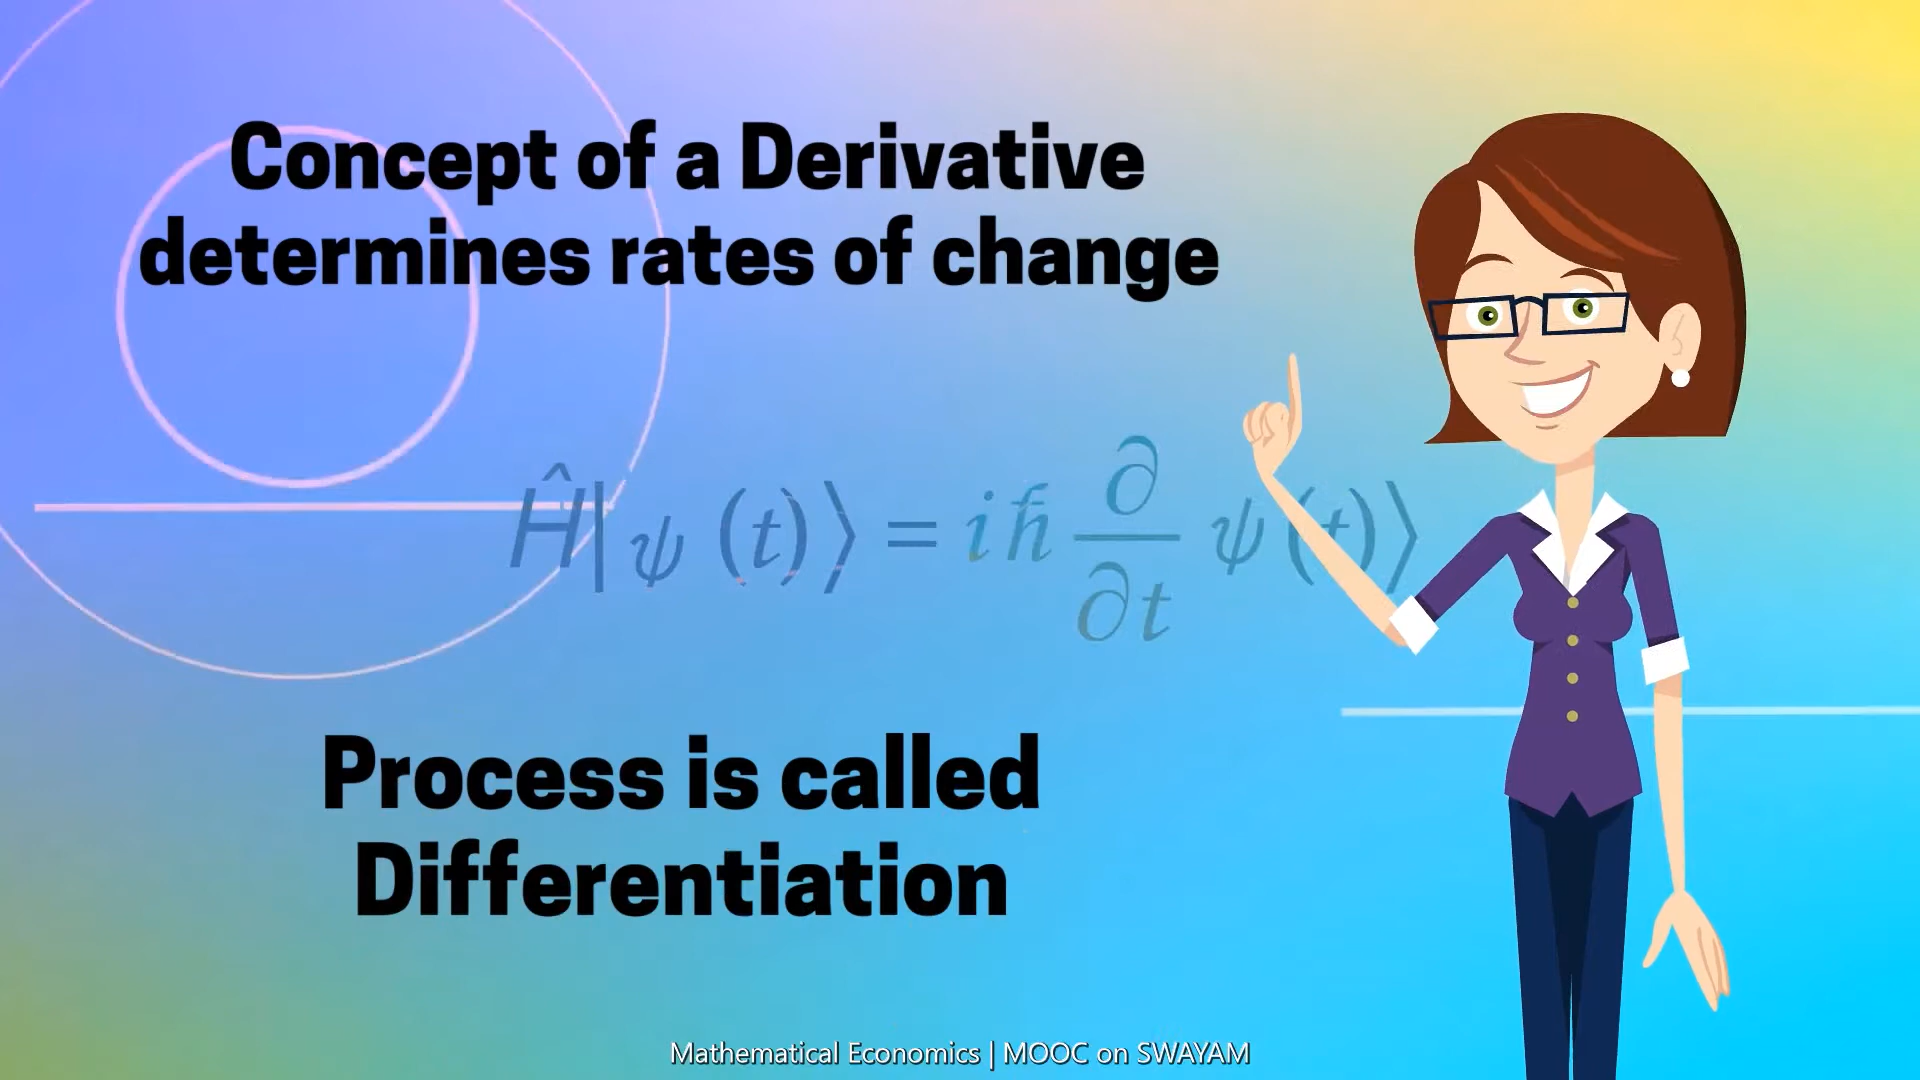 Concept of a Derivative
determines rates of change
Ĥ|ψ(t)⟩ = iℏ ∂/∂t ψ(t)⟩
Process is called
Differentiation
Mathematical Economics | MOOC on SWAYAM